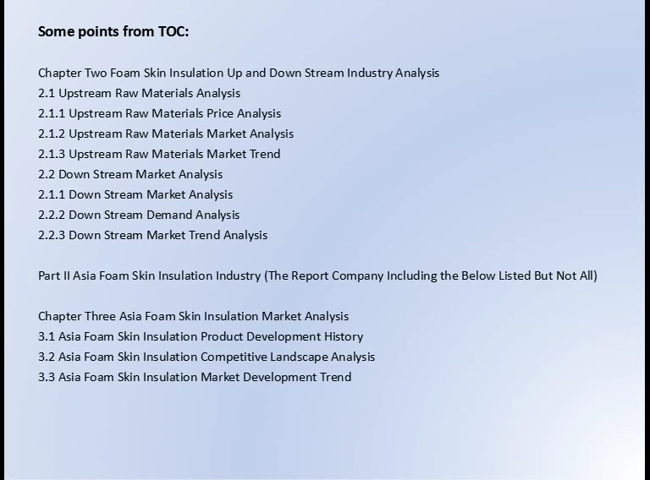 Some points from TOC:
Chapter Two Foam Skin Insulation Up and Down Stream Industry Analysis
2.1 Upstream Raw Materials Analysis
2.1.1 Upstream Raw Materials Price Analysis
2.1.2 Upstream Raw Materials Market Analysis
2.1.3 Upstream Raw Materials Market Trend
2.2 Down Stream Market Analysis
2.1.1 Down Stream Market Analysis
2.2.2 Down Stream Demand Analysis
2.2.3 Down Stream Market Trend Analysis
Part II Asia Foam Skin Insulation Industry (The Report Company Including the Below Listed But Not All)
Chapter Three Asia Foam Skin Insulation Market Analysis
3.1 Asia Foam Skin Insulation Product Development History
3.2 Asia Foam Skin Insulation Competitive Landscape Analysis
3.3 Asia Foam Skin Insulation Market Development Trend